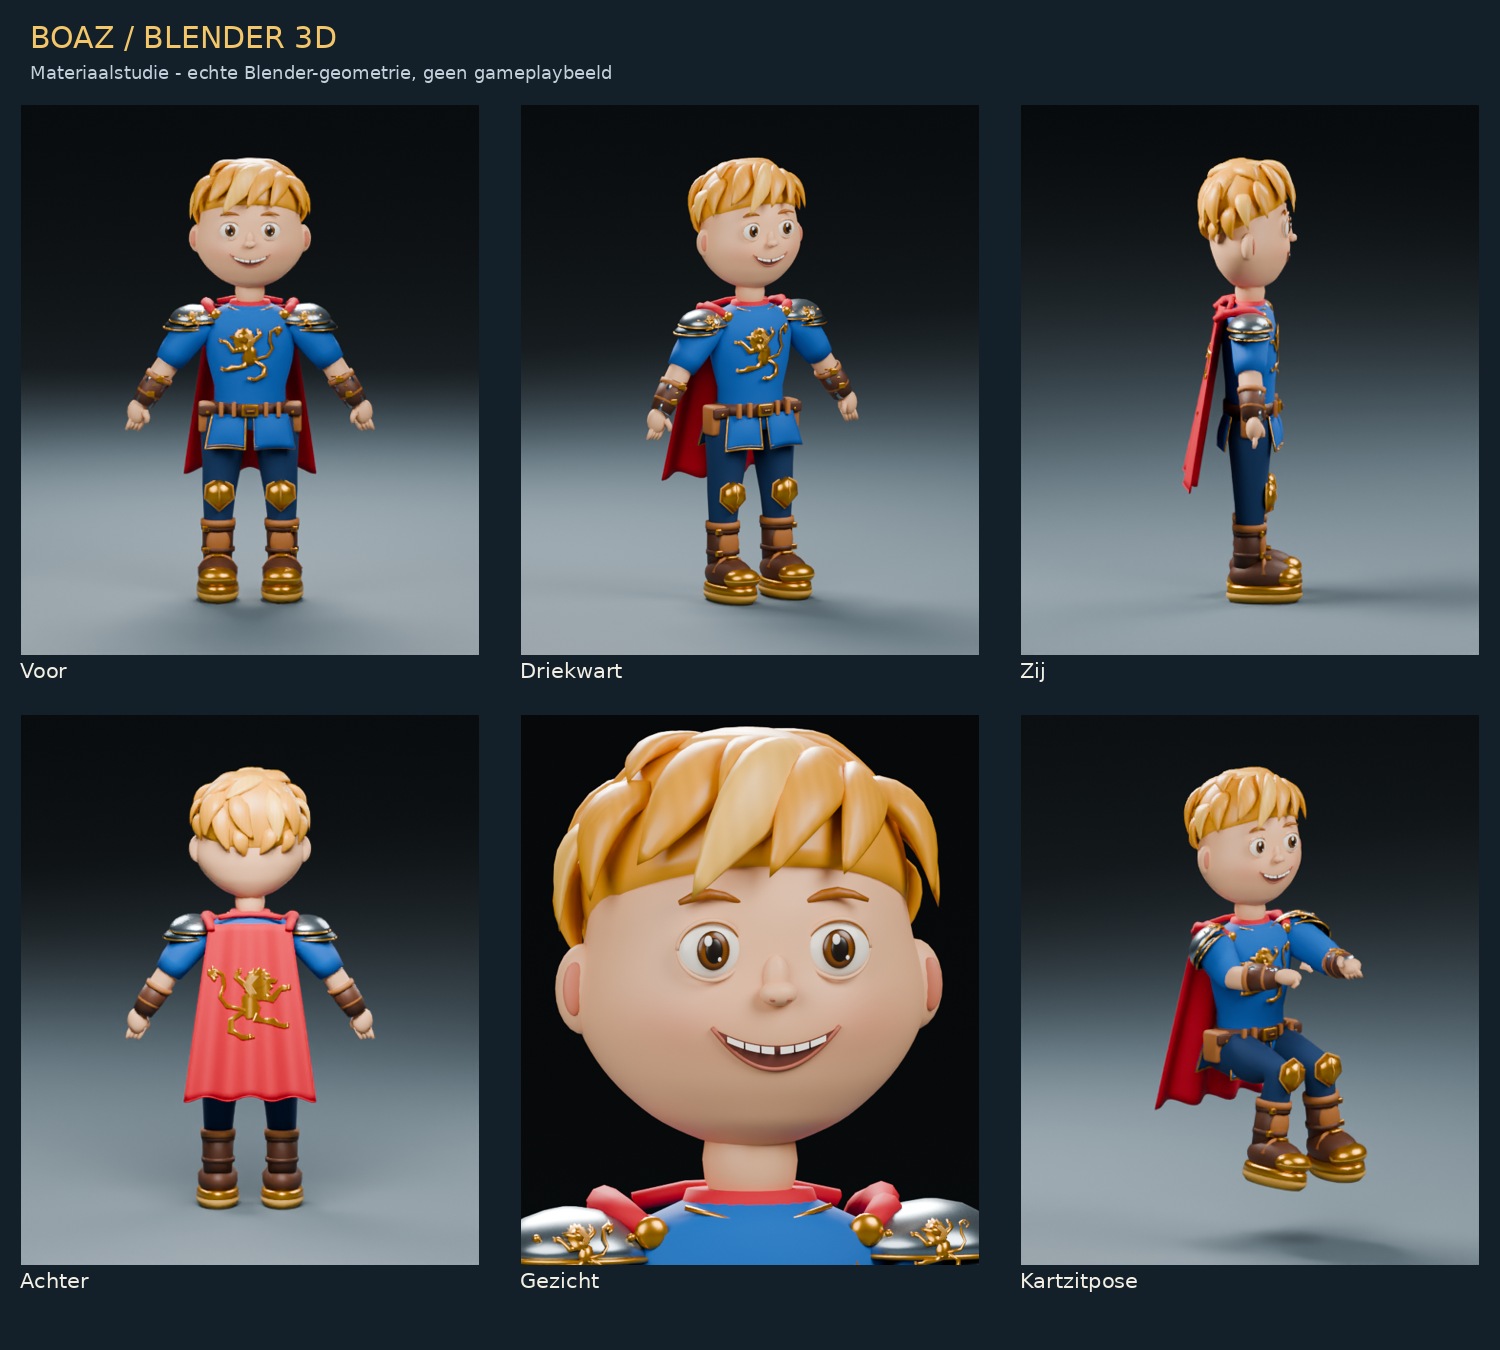 BOAZ / BLENDER 3D
Materiaalstudie - echte Blender-geometrie, geen gameplaybeeld
Voor
Driekwart
Zij
Achter
Gezicht
Kartzitpose